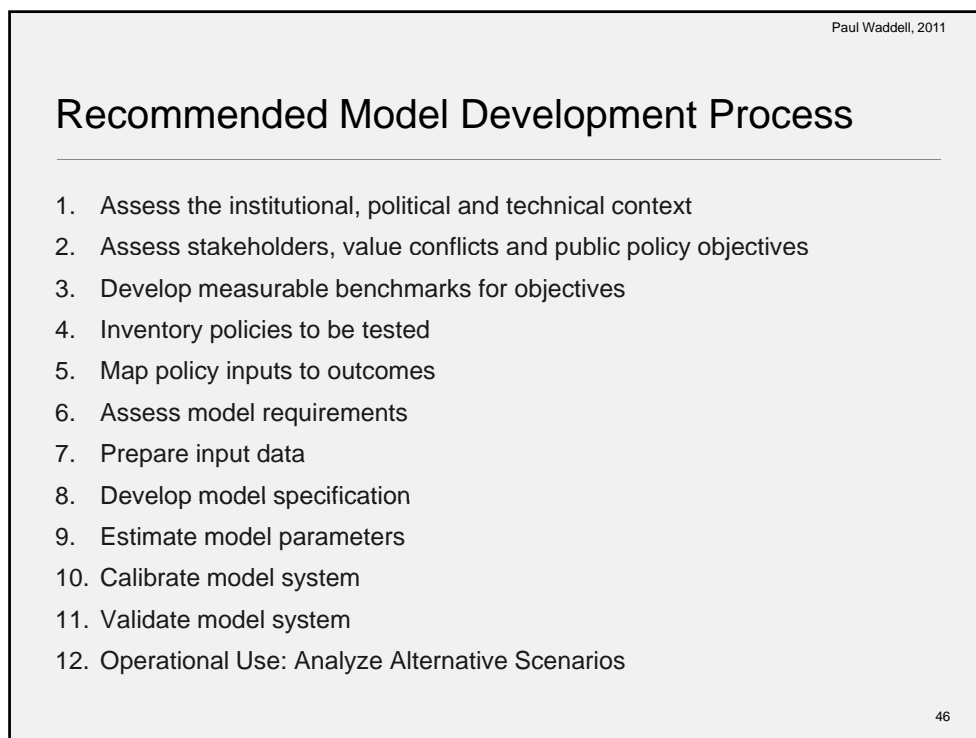 Paul Waddell, 2011
Recommended Model Development Process
1. Assess the institutional, political and technical context
2. Assess stakeholders, value conflicts and public policy objectives
3. Develop measurable benchmarks for objectives
4. Inventory policies to be tested
5. Map policy inputs to outcomes
6. Assess model requirements
7. Prepare input data
8. Develop model specification
9. Estimate model parameters
10. Calibrate model system
11. Validate model system
12. Operational Use: Analyze Alternative Scenarios
46